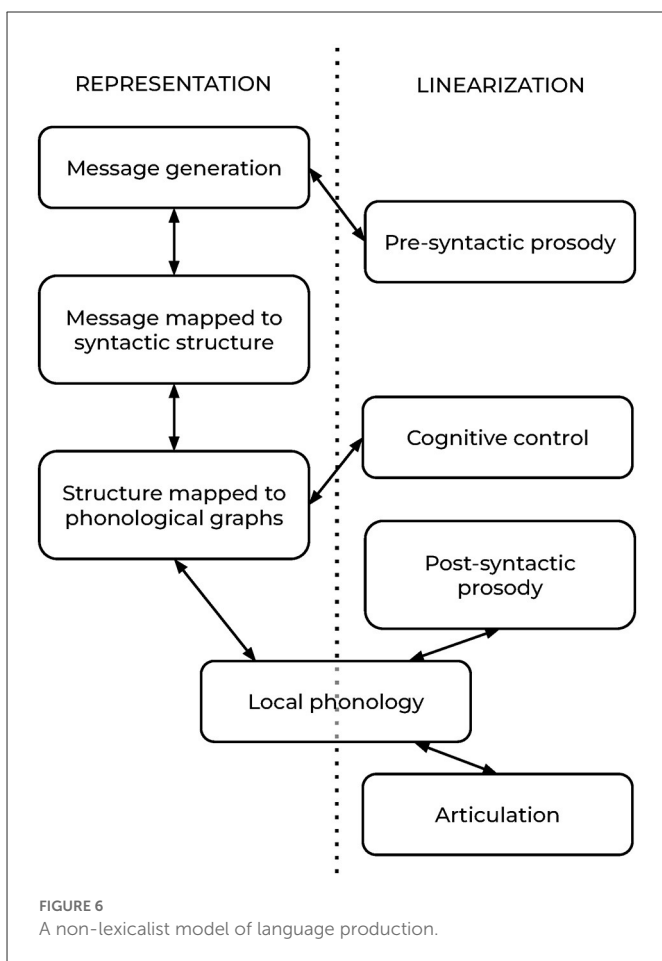 REPRESENTATION
LINEARIZATION
Message generation
Pre-syntactic prosody
Message mapped to
syntactic structure
Cognitive control
Structure mapped to
phonological graphs
Post-syntactic
prosody
Local phonology
Articulation
FIGURE 6
A non-lexicalist model of language production.